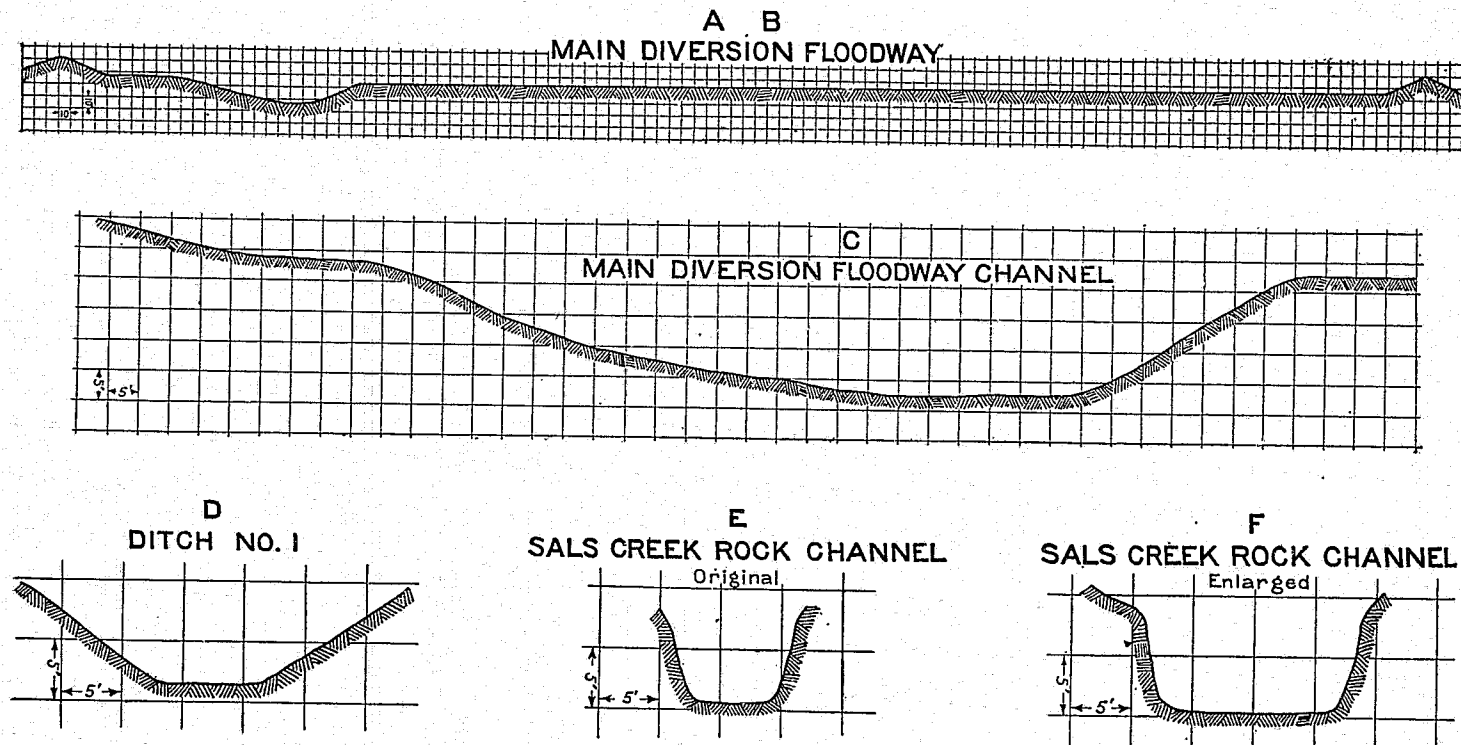 A B
MAIN DIVERSION FLOODWAY
10
10'
C
MAIN DIVERSION FLOODWAY CHANNEL
5'
5'
D
DITCH NO. 1
5'
5'
E
SALS CREEK ROCK CHANNEL
Original
5'
5'
F
SALS CREEK ROCK CHANNEL
Enlarged
5'
5'